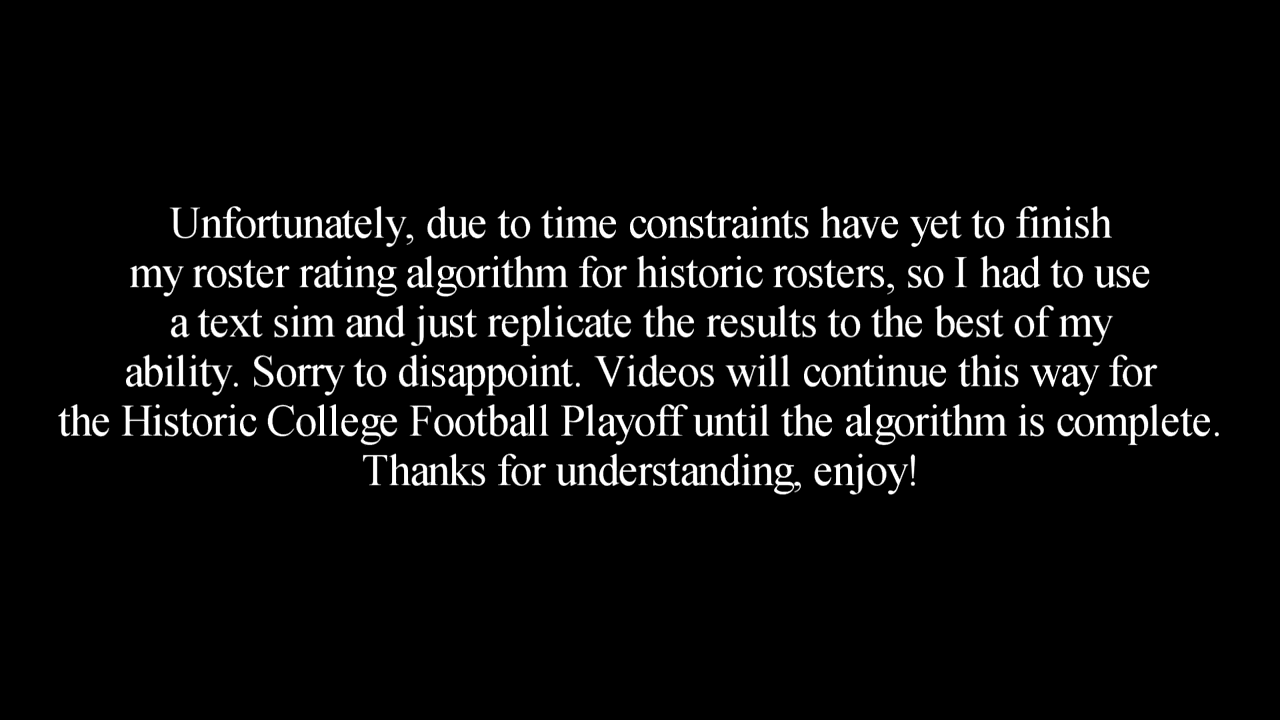 Unfortunately, due to time constraints have yet to finish
my roster rating algorithm for historic rosters, so I had to use
a text sim and just replicate the results to the best of my
ability. Sorry to disappoint. Videos will continue this way for
the Historic College Football Playoff until the algorithm is complete.
Thanks for understanding, enjoy!